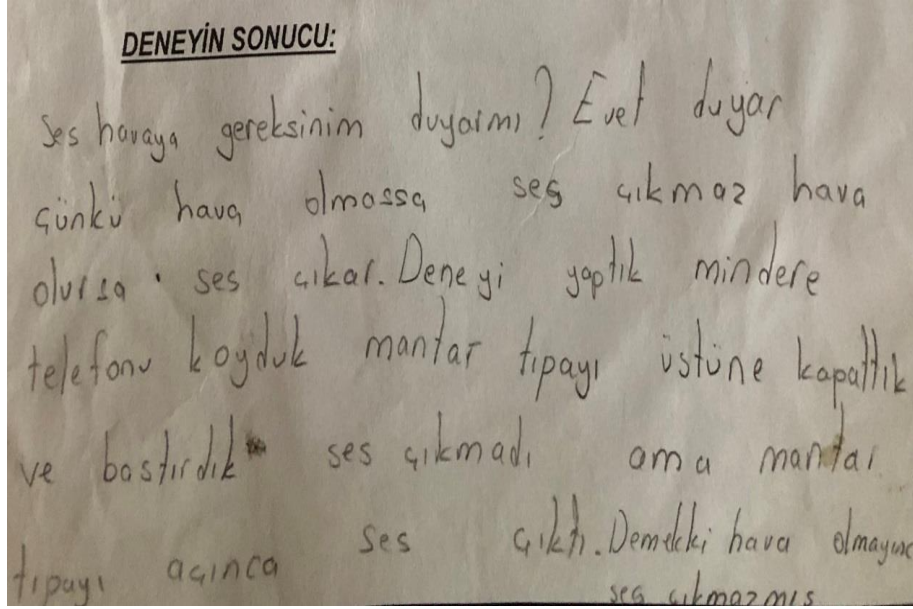 DENEYİN SONUCU:
Ses havaya gereksinim duyarmı? Evet duyar
çünkü hava olmassa ses çıkmaz hava
olursa ses çıkar. Deneyi yaptık mindere
telefonu koyduk mantar tıpayı üstüne kapattık
ve bastırdık ses çıkmadı ama mantar
tıpayı açınca ses çıktı. Demekki hava olmayınc
ses çıkmazmış